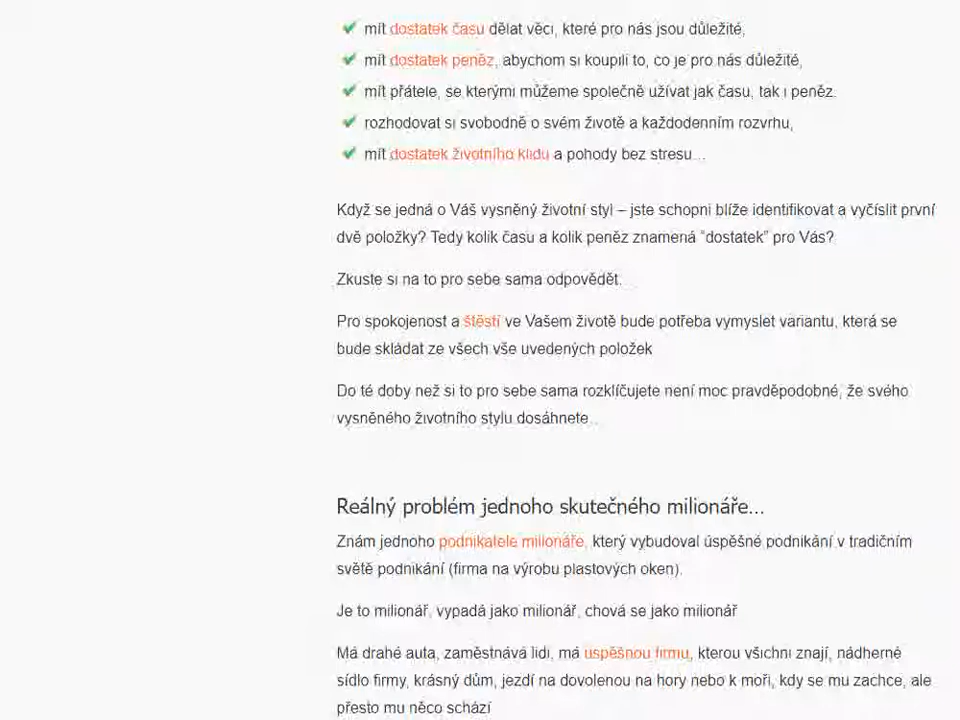 mít dostatek času dělat věci, které pro nás jsou důležité,
mít dostatek peněz, abychom si koupili to, co je pro nás důležité,
mít přátele, se kterými můžeme společně užívat jak času, tak i peněz.
rozhodovat si svobodně o svém životě a každodenním rozvrhu,
mít dostatek životního klidu a pohody bez stresu...
Když se jedná o Váš vysněný životní styl – jste schopni blíže identifikovat a vyčíslit první
dvě položky? Tedy kolik času a kolik peněz znamená “dostatek” pro Vás?
Zkuste si na to pro sebe sama odpovědět.
Pro spokojenost a štěstí ve Vašem životě bude potřeba vymyslet variantu, která se
bude skládat ze všech vše uvedených položek
Do té doby než si to pro sebe sama rozklíčujete není moc pravděpodobné, že svého
vysněného životního stylu dosáhnete...
Reálný problém jednoho skutečného milionáře...
Znám jednoho podnikatele milionáře, který vybudoval úspěšné podnikání v tradičním
světě podnikání (firma na výrobu plastových oken).
Je to milionář, vypadá jako milionář, chová se jako milionář
Má drahé auta, zaměstnává lidi, má úspěšnou firmu, kterou všichni znají, nádherné
sídlo firmy, krásný dům, jezdí na dovolenou na hory nebo k moři, kdy se mu zachce, ale
přesto mu něco schází